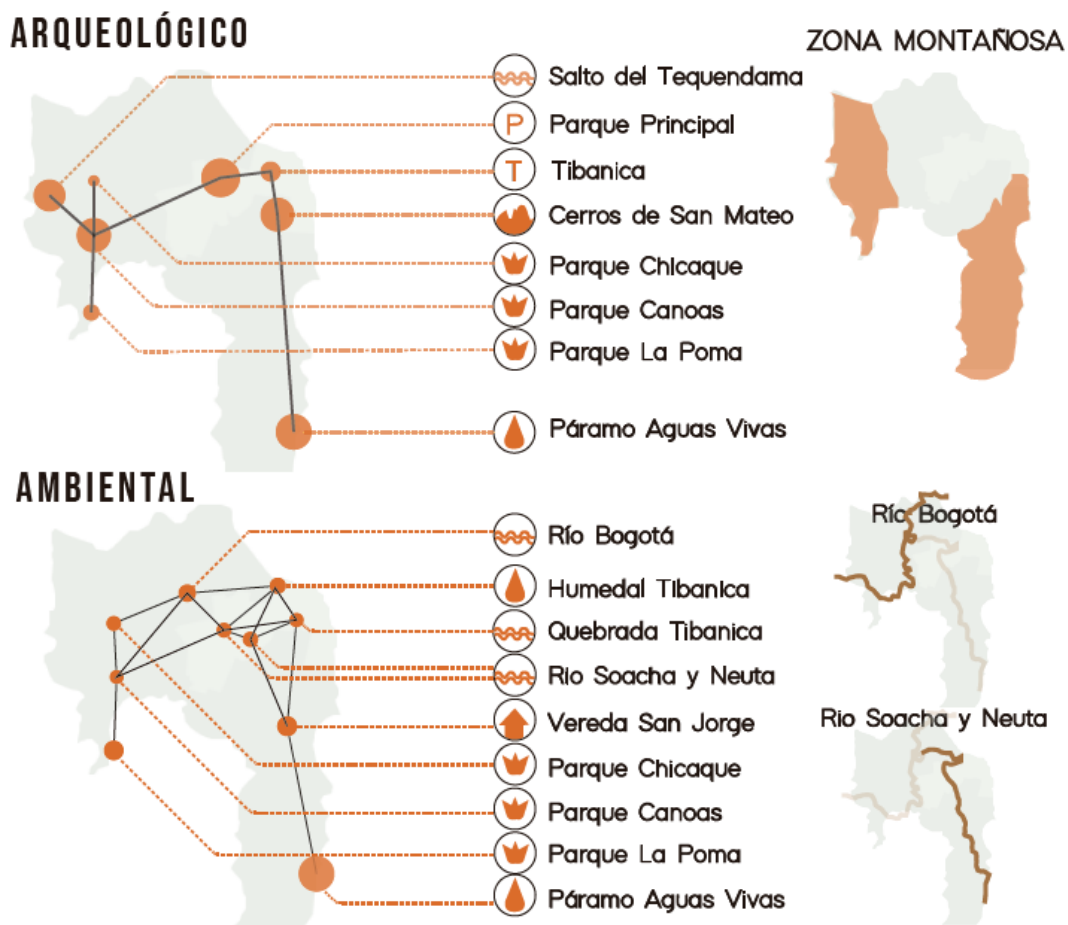 ARQUEOLÓGICO
ZONA MONTAÑOSA
Salto del Tequendama
P Parque Principal
T Tibanica
Cerros de San Mateo
Parque Chicaque
Parque Canoas
Parque La Poma
Páramo Aguas Vivas
AMBIENTAL
Río Bogotá
Humedal Tibanica
Quebrada Tibanica
Rio Soacha y Neuta
Vereda San Jorge
Parque Chicaque
Parque Canoas
Parque La Poma
Páramo Aguas Vivas
Río Bogotá
Rio Soacha y Neuta